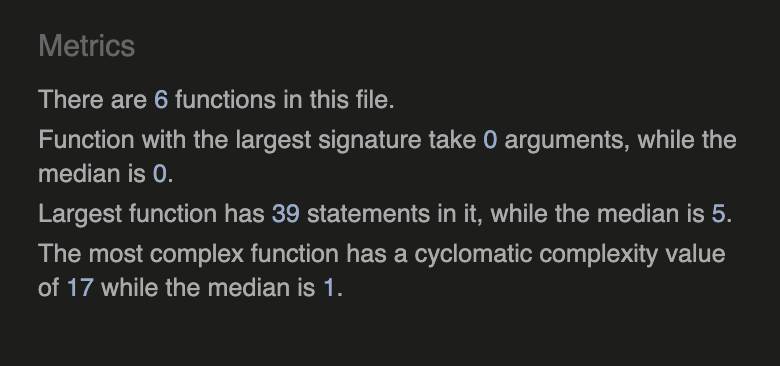 Metrics
There are 6 functions in this file.
Function with the largest signature take 0 arguments, while the
median is 0.
Largest function has 39 statements in it, while the median is 5.
The most complex function has a cyclomatic complexity value
of 17 while the median is 1.